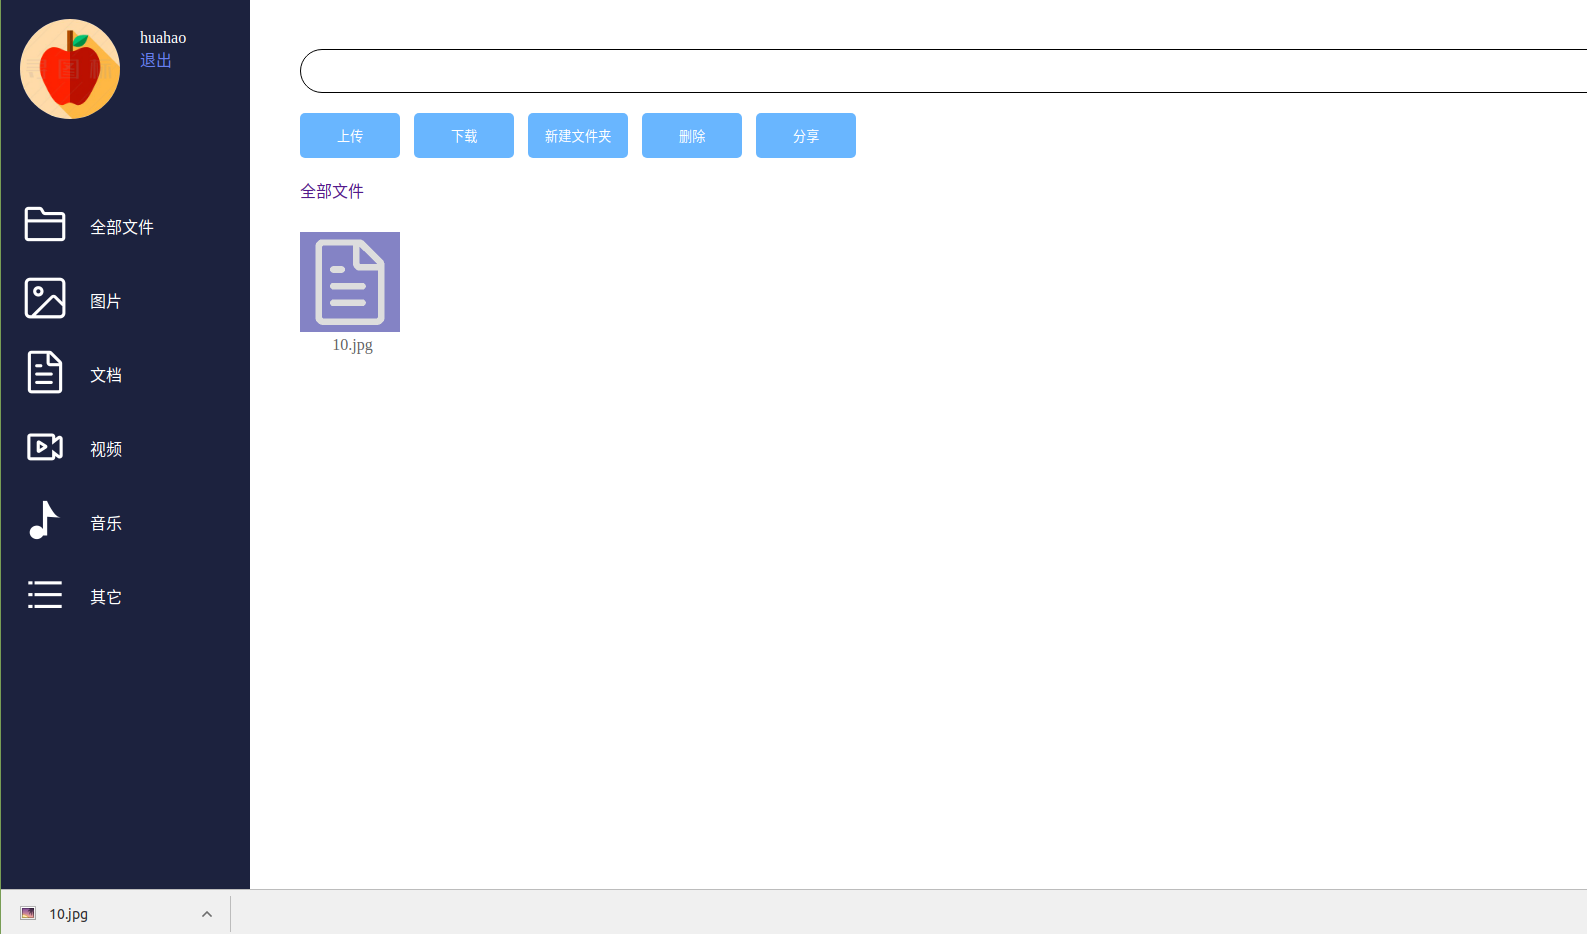 huahao
退出
全部文件
图片
文档
视频
音乐
其它
上传
下载
新建文件夹
删除
分享
全部文件
10.jpg
10.jpg